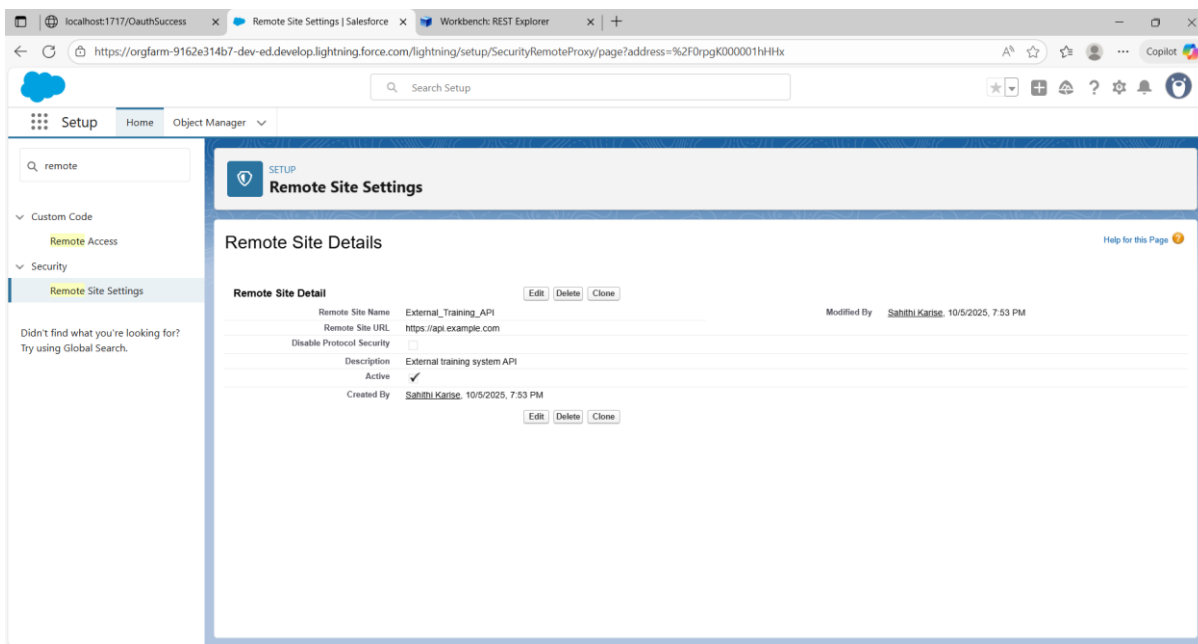 localhost:1717/OauthSuccess
Remote Site Settings | Salesforce
Workbench: REST Explorer
https://orgfarm-9162e314b7-dev-ed.develop.lightning.force.com/lightning/setup/SecurityRemoteProxy/page?address=%2F0rpgK000001hHHx
Copilot
Search Setup
Setup Home Object Manager
remote
Custom Code
Remote Access
Security
Remote Site Settings
Didn't find what you're looking for?
Try using Global Search.
SETUP
Remote Site Settings
Remote Site Details
Help for this Page
Remote Site Detail Edit Delete Clone
Remote Site Name External_Training_API Modified By Sahithi Karise, 10/5/2025, 7:53 PM
Remote Site URL https://api.example.com
Disable Protocol Security
Description External training system API
Active
Created By Sahithi Karise, 10/5/2025, 7:53 PM
Edit Delete Clone